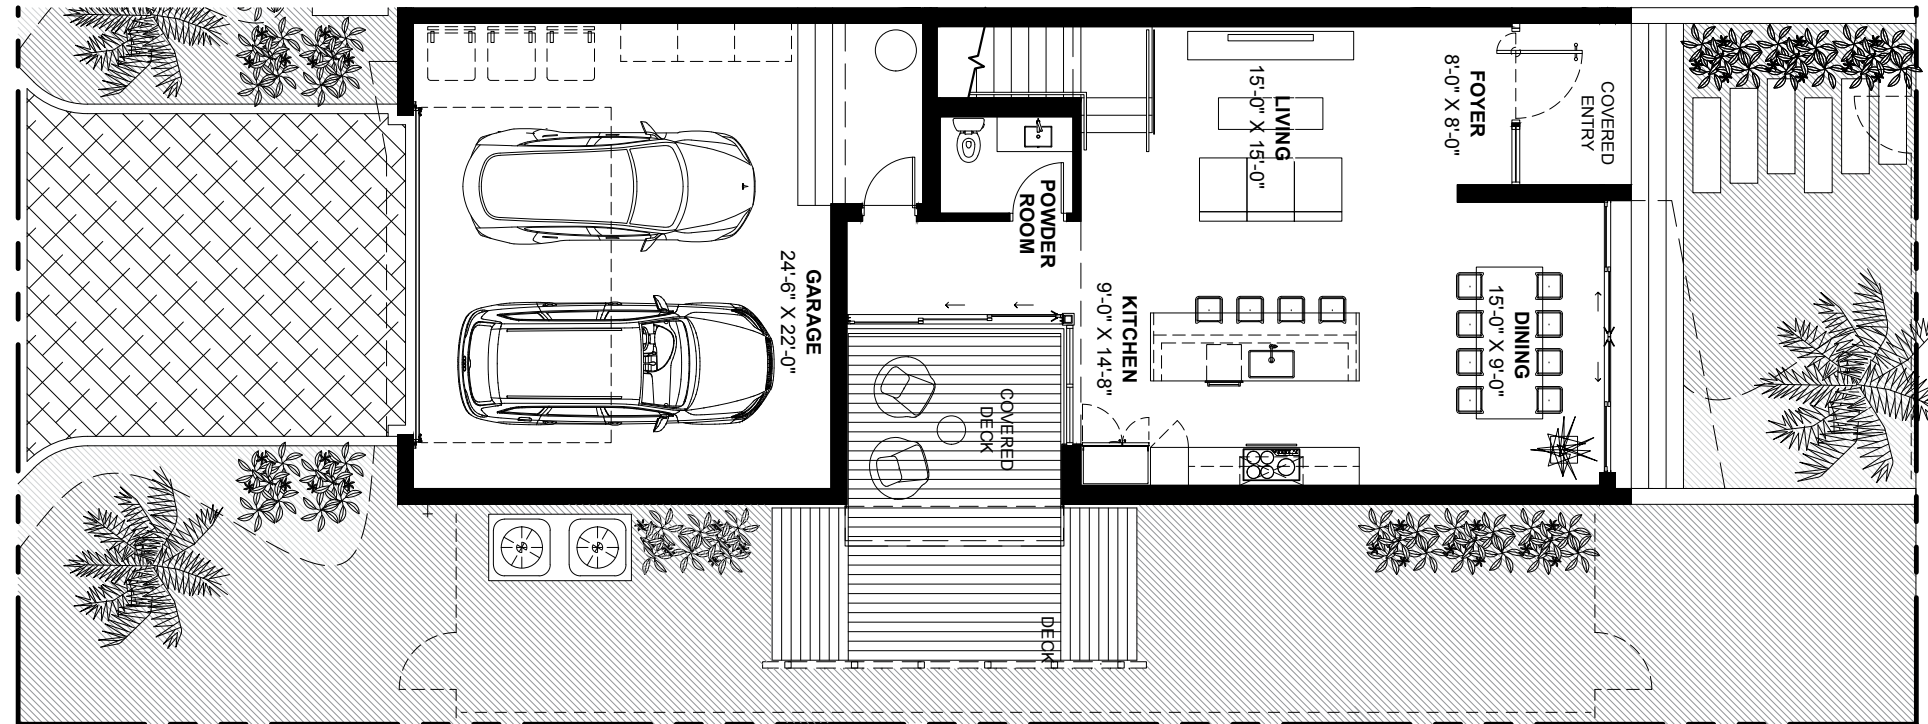 COVERED
ENTRY
FOYER
8'-0" X 8'-0"
LIVING
15'-0" X 15'-0"
POWDER
ROOM
GARAGE
24'-6" X 22'-0"
KITCHEN
9'-0" X 14'-8"
DINING
15'-0" X 9'-0"
COVERED
DECK
DECK